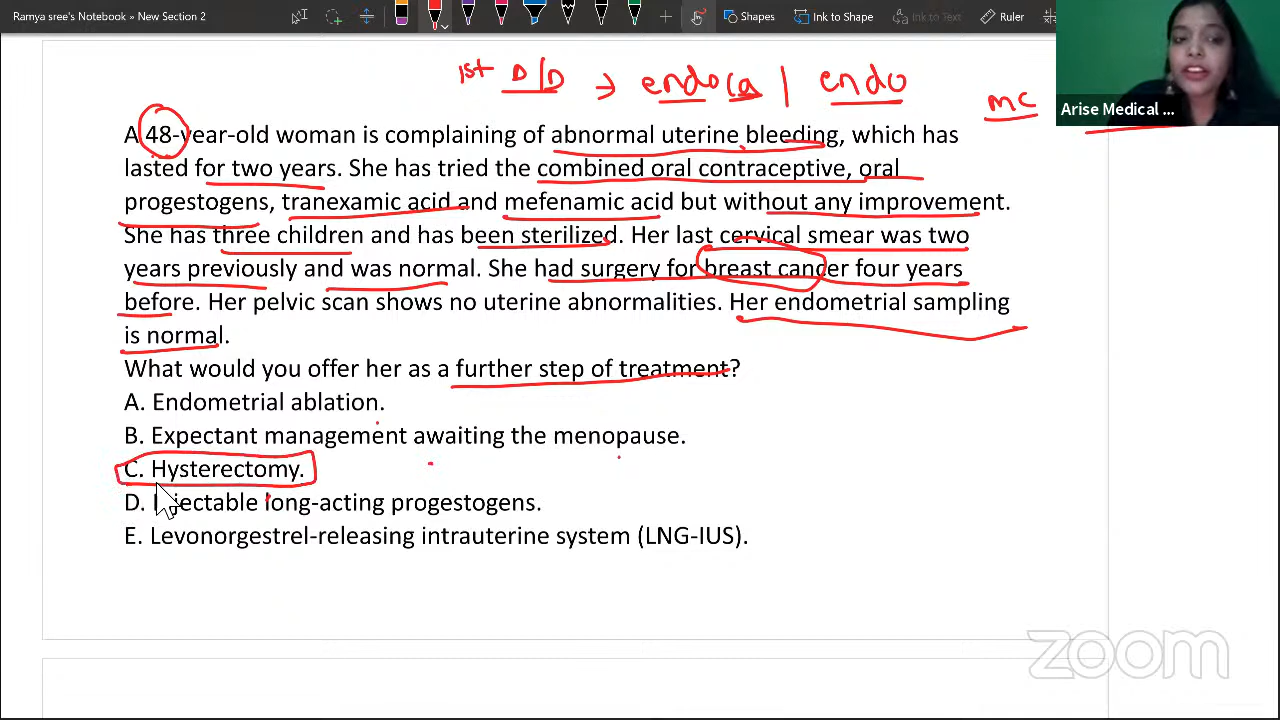 Ramya sree's Notebook » New Section 2
Shapes
Ink to Shape
Ink to Text
Ruler
Arise Medical ...
1st D/D → endo ca | endo
mc
A 48-year-old woman is complaining of abnormal uterine bleeding, which has
lasted for two years. She has tried the combined oral contraceptive, oral
progestogens, tranexamic acid and mefenamic acid but without any improvement.
She has three children and has been sterilized. Her last cervical smear was two
years previously and was normal. She had surgery for breast cancer four years
before. Her pelvic scan shows no uterine abnormalities. Her endometrial sampling
is normal.
What would you offer her as a further step of treatment?
A. Endometrial ablation.
B. Expectant management awaiting the menopause.
C. Hysterectomy.
D. Injectable long-acting progestogens.
E. Levonorgestrel-releasing intrauterine system (LNG-IUS).
zoom